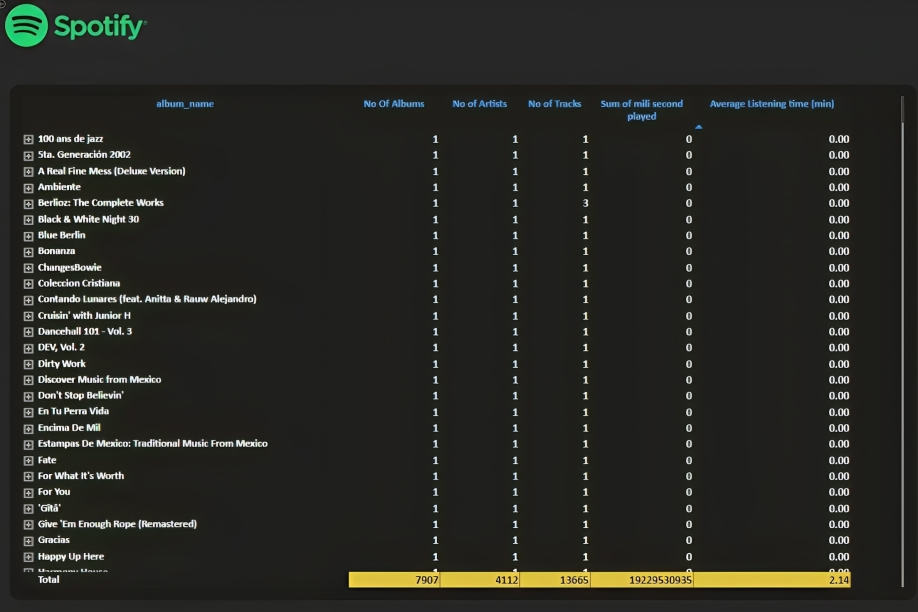 Spotify
album_name No Of Albums No of Artists No of Tracks Sum of mili second played Average Listening time (min)
100 ans de jazz 1 1 1 0 0.00
5ta. Generación 2002 1 1 1 0 0.00
A Real Fine Mess (Deluxe Version) 1 1 1 0 0.00
Ambiente 1 1 1 0 0.00
Berlioz: The Complete Works 1 1 3 0 0.00
Black & White Night 30 1 1 1 0 0.00
Blue Berlin 1 1 1 0 0.00
Bonanza 1 1 1 0 0.00
ChangesBowie 1 1 1 0 0.00
Coleccion Cristiana 1 1 1 0 0.00
Contando Lunares (feat. Anitta & Rauw Alejandro) 1 1 1 0 0.00
Cruisin' with Junior H 1 1 1 0 0.00
Dancehall 101 - Vol. 3 1 1 1 0 0.00
DEV, Vol. 2 1 1 1 0 0.00
Dirty Work 1 1 1 0 0.00
Discover Music from Mexico 1 1 1 0 0.00
Don't Stop Believin' 1 1 1 0 0.00
En Tu Perra Vida 1 1 1 0 0.00
Encima De Mil 1 1 1 0 0.00
Estampas De Mexico: Traditional Music From Mexico 1 1 1 0 0.00
Fate 1 1 1 0 0.00
For What It's Worth 1 1 1 0 0.00
For You 1 1 1 0 0.00
'Gītā' 1 1 1 0 0.00
Give 'Em Enough Rope (Remastered) 1 1 1 0 0.00
Gracias 1 1 1 0 0.00
Happy Up Here 1 1 1 0 0.00
Harmony House 1 1 1 0 0.00
Total 7907 4112 13665 19229530935 2.14